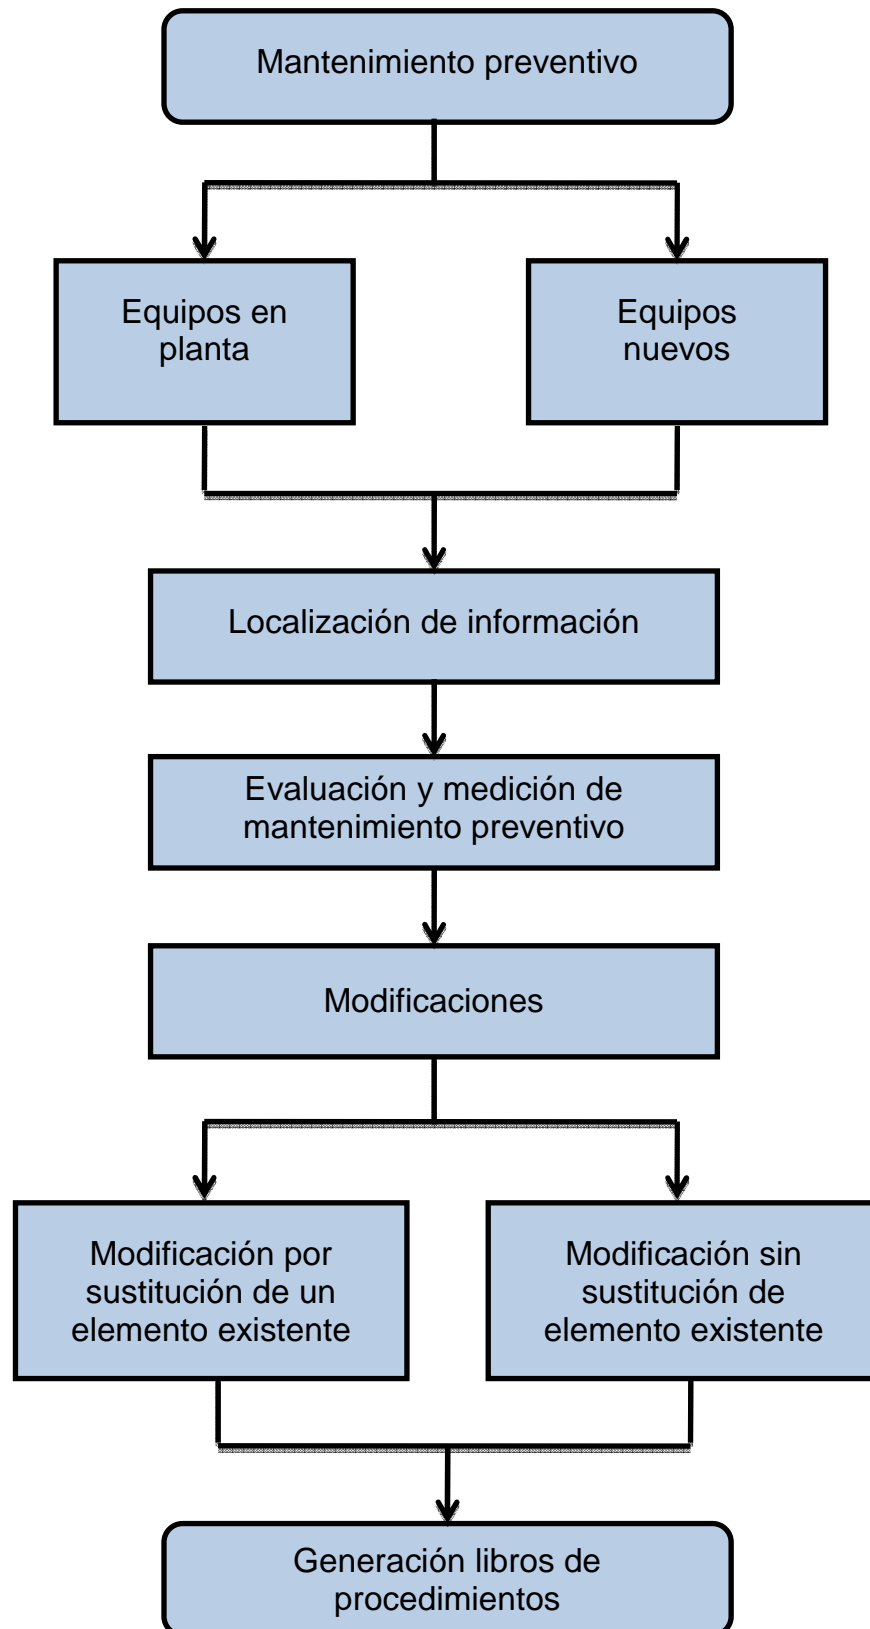 Mantenimiento preventivo
Equipos en
planta
Equipos
nuevos
Localización de información
Evaluación y medición de
mantenimiento preventivo
Modificaciones
Modificación por
sustitución de un
elemento existente
Modificación sin
sustitución de
elemento existente
Generación libros de
procedimientos